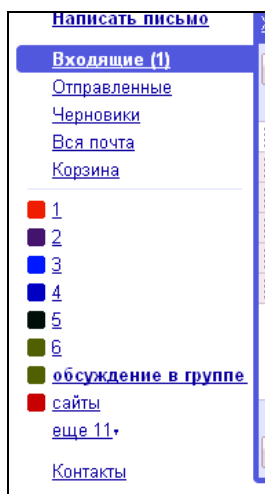 Написать письмо
Входящие (1)
Отправленные
Черновики
Вся почта
Корзина
1
2
3
4
5
6
обсуждение в группе
сайты
еще 11▼
Контакты